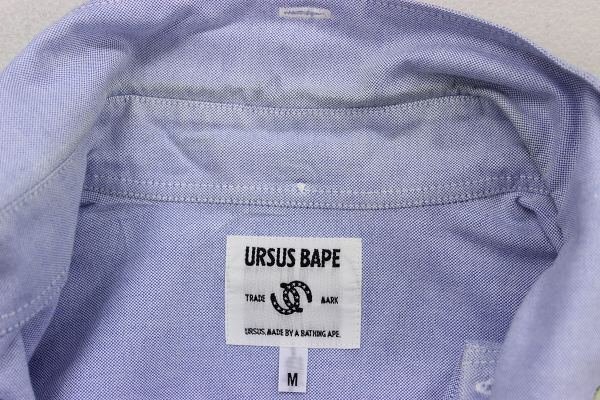 URSUS BAPE
TRADE MARK
URSUS, MADE BY A BATHING APE.
M